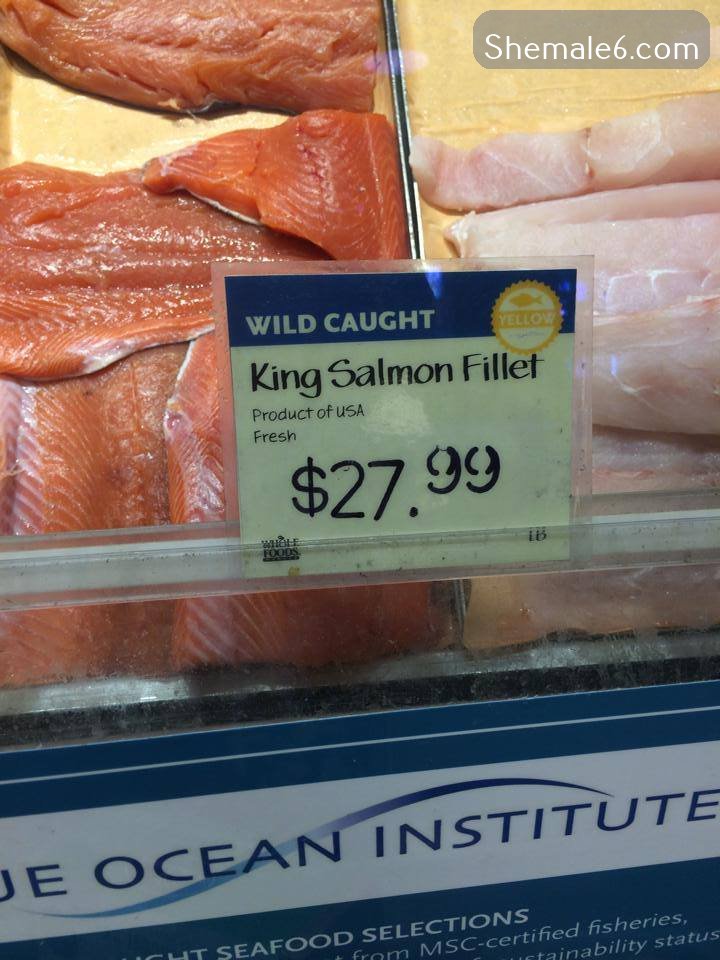 Shemale6.com
WILD CAUGHT
YELLOW
King Salmon Fillet
Product of USA
Fresh
$27.99
WHOLE
FOODS
LB
UE OCEAN INSTITUTE
GHT SEAFOOD SELECTIONS
from MSC-certified fisheries,
sustainability status